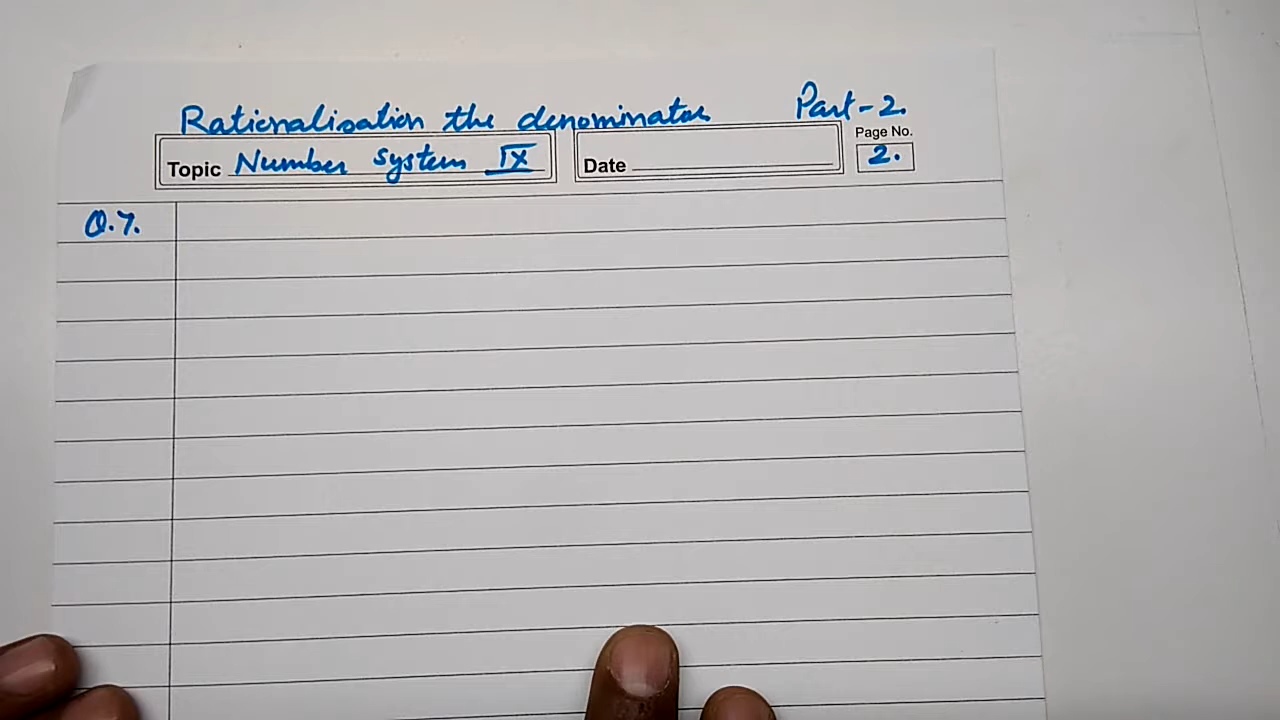 Rationalisation the denominator Part-2.
Topic Number system IX Date Page No. 2.
Q.7.